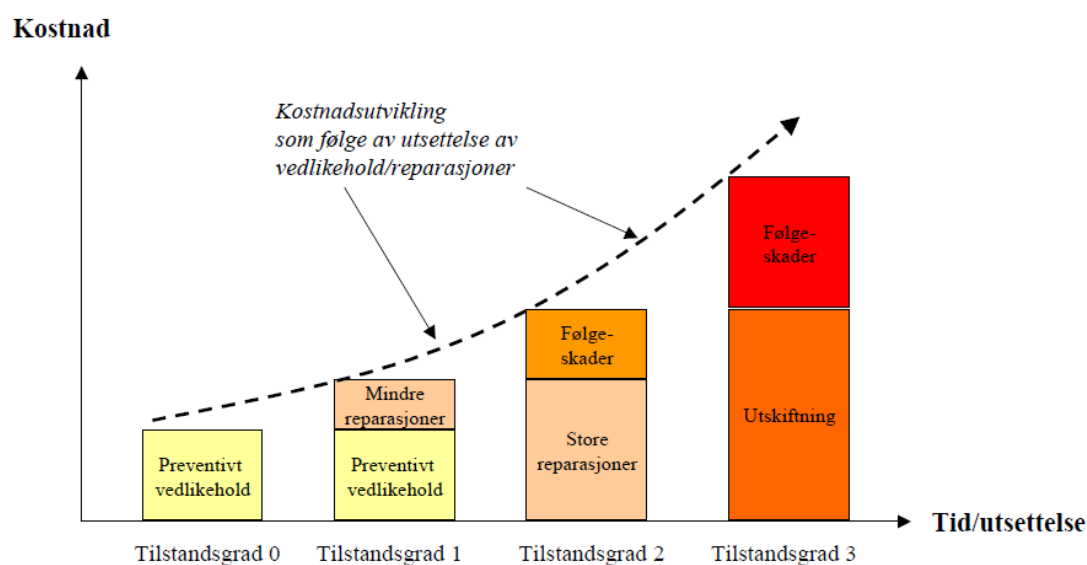 Kostnad
Kostnadsutvikling
som følge av utsettelse av
vedlikehold/reparasjoner
Følge-
skader
Følge-
skader
Mindre
reparasjoner
Utskiftning
Store
reparasjoner
Preventivt
vedlikehold
Preventivt
vedlikehold
Tid/utsettelse
Tilstandsgrad 0
Tilstandsgrad 1
Tilstandsgrad 2
Tilstandsgrad 3